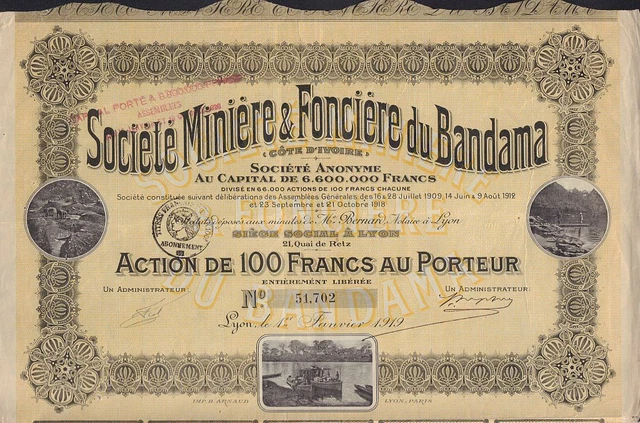 CAPITAL PORTÉ A
Société Minière & Foncière du Bandama
(CÔTE D'IVOIRE)
SOCIÉTÉ ANONYME
AU CAPITAL DE 6.600.000 FRANCS
DIVISÉ EN 66.000 ACTIONS DE 100 FRANCS CHACUNE
Société constituée suivant délibérations des Assemblées Générales des 16 & 28 Juillet 1909, 14 Juin & 9 Août 1912
et 23 Septembre et 21 Octobre 1918
Statuts déposés aux minutes de Me Bernard, Notaire à Lyon
SIÈGE SOCIAL À LYON
21, Quai de Retz
ABONNEMENT
ACTION DE 100 FRANCS AU PORTEUR
ENTIÈREMENT LIBÉRÉE
UN ADMINISTRATEUR:
UN ADMINISTRATEUR:
No 51,702
Lyon, le 1er Janvier 1919
IMP. B. ARNAUD
LYON-PARIS